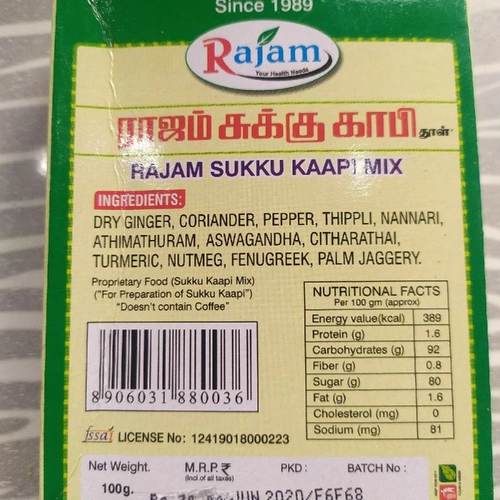 Since 1989
Rajam
Your Health Needs
ராஜம் சுக்கு காபி தூள்
RAJAM SUKKU KAAPI MIX
INGREDIENTS:
DRY GINGER, CORIANDER, PEPPER, THIPPLI, NANNARI,
ATHIMATHURAM, ASWAGANDHA, CITHARATHAI,
TURMERIC, NUTMEG, FENUGREEK, PALM JAGGERY.
Proprietary Food (Sukku Kaapi Mix)
("For Preparation of Sukku Kaapi")
"Doesn't contain Coffee"
NUTRITIONAL FACTS
Per 100 gm (approx)
Energy value(kcal) 389
Protein (g) 1.6
Carbohydrates (g) 92
Fiber (g) 0.8
Sugar (g) 80
Fat (g) 1.6
Cholesterol (mg) 0
Sodium (mg) 81
8 906031 880036
fssai LICENSE No: 12419018000223
Net Weight. M.R.P. ₹ PKD: BATCH No:
(Incl.of all taxes)
100g. JUN 2020/F6F68